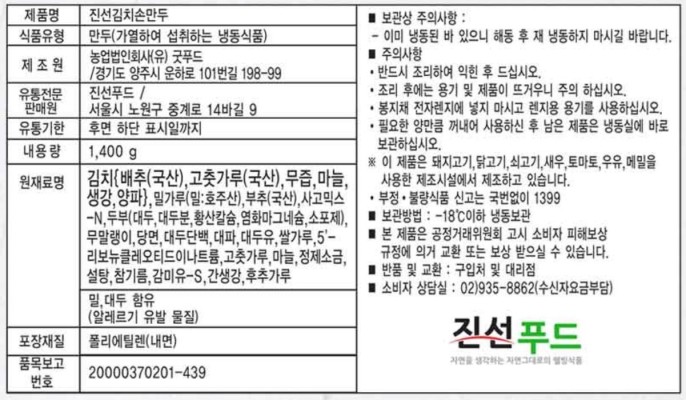 제품명 진선김치손만두
식품유형 만두(가열하여 섭취하는 냉동식품)
제조원 농업법인회사(유) 굿푸드
/경기도 양주시 운하로 101번길 198-99
유통전문
판매원 진선푸드 /
서울시 노원구 중계로 14바길 9
유통기한 후면 하단 표시일까지
내용량 1,400 g
원재료명 김치{배추(국산),고춧가루(국산),무즙,마늘,
생강,양파},밀가루(밀:호주산),부추(국산),사고믹스
-N,두부(대두,대두분,황산칼슘,염화마그네슘,소포제),
무말랭이,당면,대두단백,대파,대두유,쌀가루,5'-
리보뉴클레오티드이나트륨,고춧가루,마늘,정제소금,
설탕,참기름,감미유-S,간생강,후추가루
밀,대두 함유
(알레르기 유발 물질)
포장재질 폴리에틸렌(내면)
품목보고
번호 20000370201-439
■ 보관상 주의사항 :
- 이미 냉동된 바 있으니 해동 후 재 냉동하지 마시길 바랍니다.
■ 주의사항
• 반드시 조리하여 익힌 후 드십시오.
• 조리 후에는 용기 및 제품이 뜨거우니 주의 하십시오.
• 봉지채 전자렌지에 넣지 마시고 렌지용 용기를 사용하십시오.
• 필요한 양만큼 꺼내어 사용하신 후 남은 제품은 냉동실에 바로
보관하십시오.
※ 이 제품은 돼지고기,닭고기,쇠고기,새우,토마토,우유,메밀을
사용한 제조시설에서 제조하고 있습니다.
• 부정·불량식품 신고는 국번없이 1399
■ 보관방법 : -18℃이하 냉동보관
■ 본 제품은 공정거래위원회 고시 소비자 피해보상
규정에 의거 교환 또는 보상 받으실 수 있습니다.
■ 반품 및 교환 : 구입처 및 대리점
■ 소비자 상담실 : 02)935-8862(수신자요금부담)
진선푸드
자연을 생각하는 자연그대로의 웰빙식품